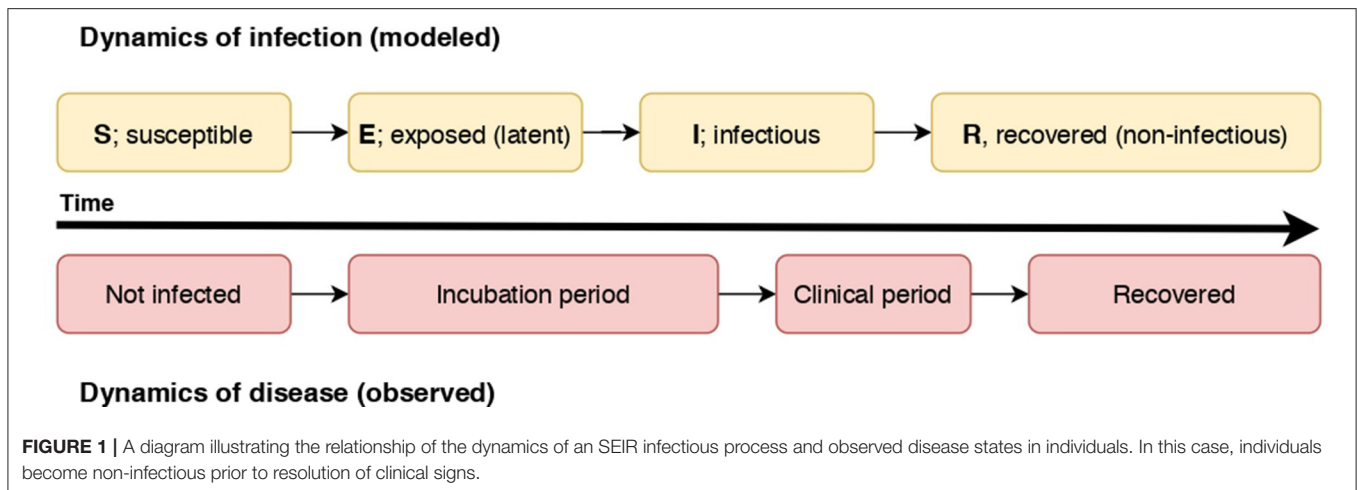 Dynamics of infection (modeled)
S; susceptible
E; exposed (latent)
I; infectious
R, recovered (non-infectious)
Time
Not infected
Incubation period
Clinical period
Recovered
Dynamics of disease (observed)
FIGURE 1 | A diagram illustrating the relationship of the dynamics of an SEIR infectious process and observed disease states in individuals. In this case, individuals
become non-infectious prior to resolution of clinical signs.